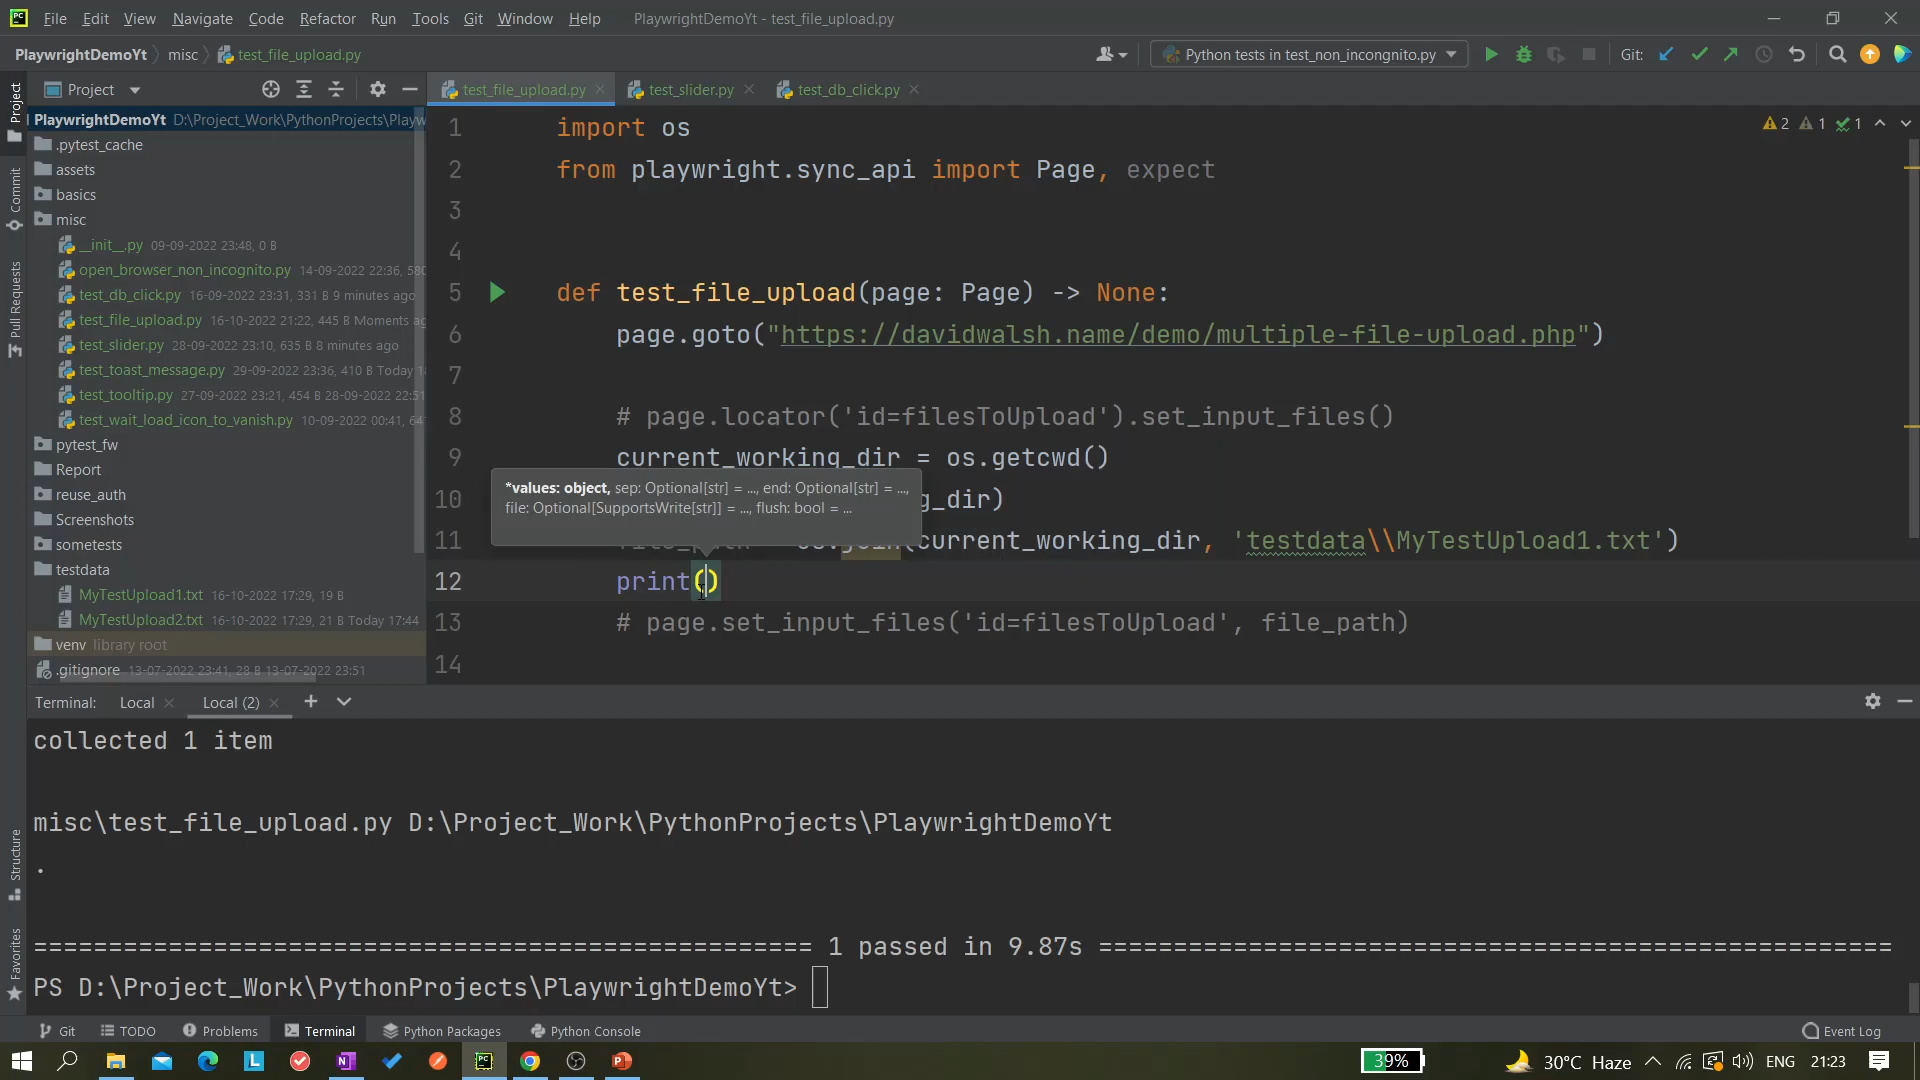 File Edit View Navigate Code Refactor Run Tools Git Window Help PlaywrightDemoYt - test_file_upload.py
PlaywrightDemoYt misc test_file_upload.py
Python tests in test_non_incongnito.py Git:
Project
test_file_upload.py test_slider.py test_db_click.py
PlaywrightDemoYt D:\Project_Work\PythonProjects\Playw
.pytest_cache
assets
basics
misc
__init__.py 09-09-2022 23:48, 0 B
open_browser_non_incognito.py 14-09-2022 22:36, 580
test_db_click.py 16-09-2022 23:31, 331 B 9 minutes ago
test_file_upload.py 16-10-2022 21:22, 445 B Moments ag
test_slider.py 28-09-2022 23:10, 635 B 8 minutes ago
test_toast_message.py 29-09-2022 23:36, 410 B Today 1
test_tooltip.py 27-09-2022 23:21, 454 B 28-09-2022 22:51
test_wait_load_icon_to_vanish.py 10-09-2022 00:41, 64
pytest_fw
Report
reuse_auth
Screenshots
sometests
testdata
MyTestUpload1.txt 16-10-2022 17:29, 19 B
MyTestUpload2.txt 16-10-2022 17:29, 21 B Today 17:44
venv library root
.gitignore 13-07-2022 23:41, 28 B 13-07-2022 23:51
Project
Commit
Pull Requests
Structure
Favorites
2 1 1
1 import os
2 from playwright.sync_api import Page, expect
3
4
5 def test_file_upload(page: Page) -> None:
6 page.goto("https://davidwalsh.name/demo/multiple-file-upload.php")
7
8 # page.locator('id=filesToUpload').set_input_files()
9 current_working_dir = os.getcwd()
*values: object, sep: Optional[str] = ..., end: Optional[str] = ...,
file: Optional[SupportsWrite[str]] = ..., flush: bool = ...
10 g_dir)
11 (current_working_dir, 'testdata\\MyTestUpload1.txt')
12 print()
13 # page.set_input_files('id=filesToUpload', file_path)
14
Terminal: Local Local (2)
collected 1 item
misc\test_file_upload.py D:\Project_Work\PythonProjects\PlaywrightDemoYt
.
==================================================== 1 passed in 9.87s =====================================================
PS D:\Project_Work\PythonProjects\PlaywrightDemoYt>
Git TODO Problems Terminal Python Packages Python Console Event Log
39% 30°C Haze ENG 21:23